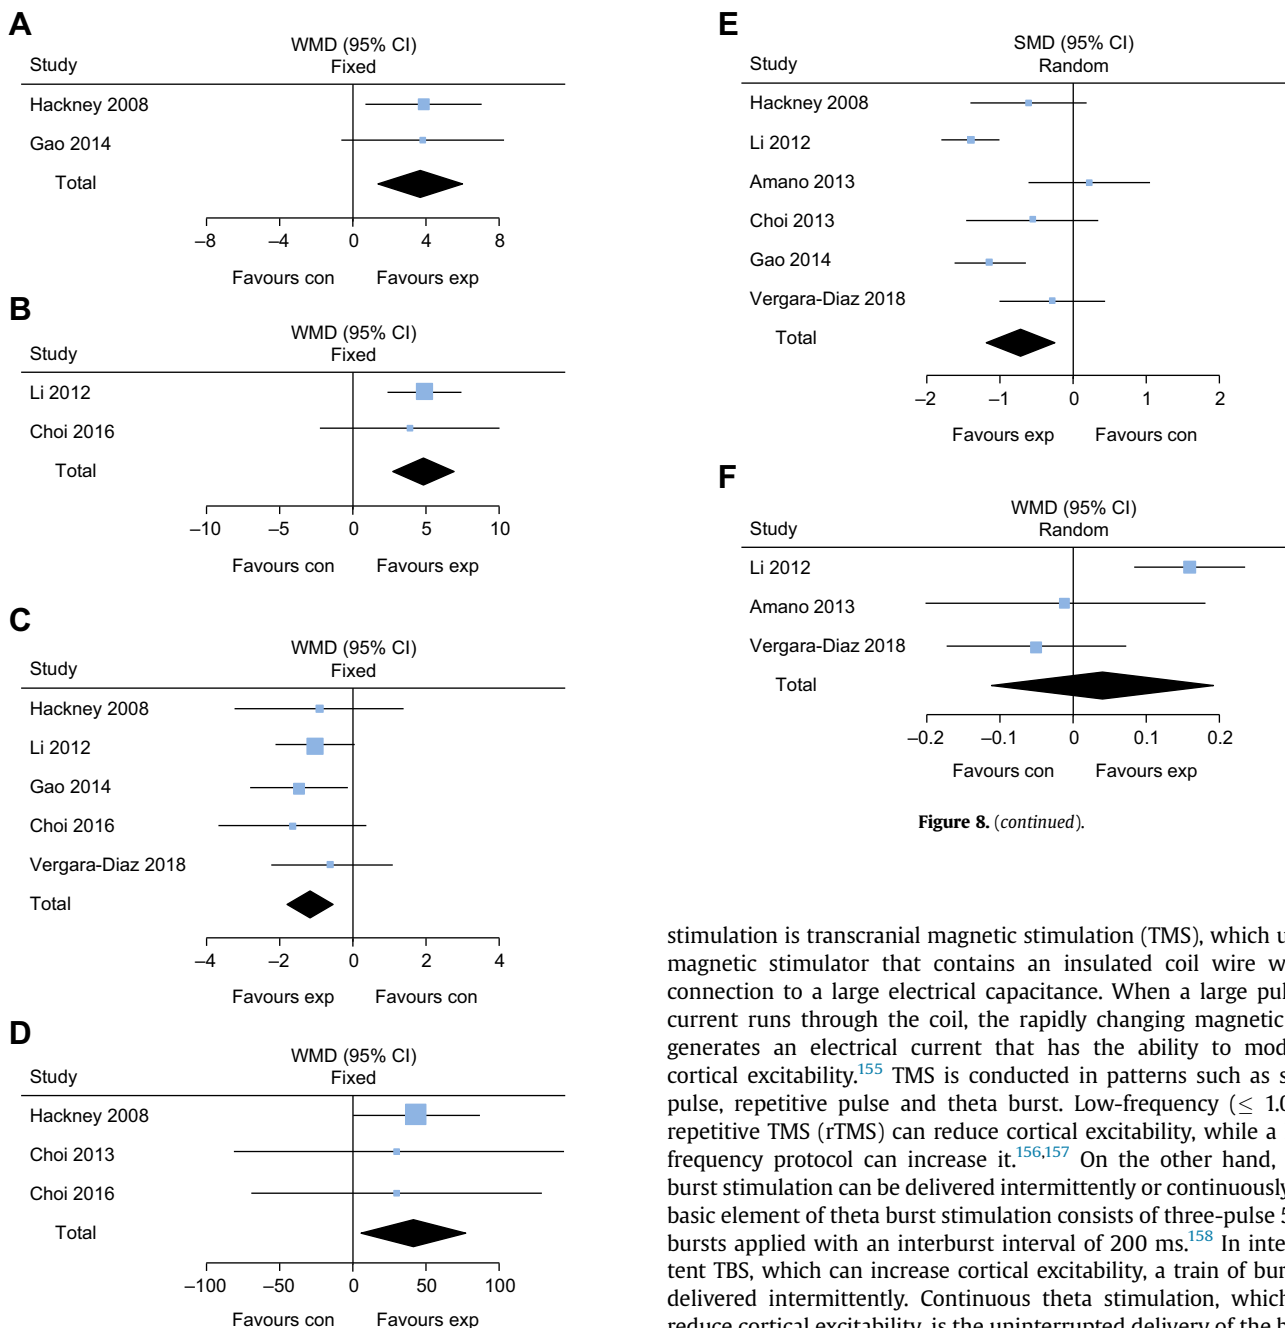 A
WMD (95% CI)
Study Fixed
Hackney 2008
Gao 2014
Total
–8 –4 0 4 8
Favours con Favours exp
B
WMD (95% CI)
Study Fixed
Li 2012
Choi 2016
Total
–10 –5 0 5 10
Favours con Favours exp
C
WMD (95% CI)
Study Fixed
Hackney 2008
Li 2012
Gao 2014
Choi 2016
Vergara-Diaz 2018
Total
–4 –2 0 2 4
Favours exp Favours con
D
WMD (95% CI)
Study Fixed
Hackney 2008
Choi 2013
Choi 2016
Total
–100 –50 0 50 100
Favours con Favours exp
E
SMD (95% CI)
Study Random
Hackney 2008
Li 2012
Amano 2013
Choi 2013
Gao 2014
Vergara-Diaz 2018
Total
–2 –1 0 1 2
Favours exp Favours con
F
WMD (95% CI)
Study Random
Li 2012
Amano 2013
Vergara-Diaz 2018
Total
–0.2 –0.1 0 0.1 0.2
Favours con Favours exp
Figure 8. (continued).
stimulation is transcranial magnetic stimulation (TMS), which
magnetic stimulator that contains an insulated coil wire
connection to a large electrical capacitance. When a large
current runs through the coil, the rapidly changing magnetic
generates an electrical current that has the ability to
cortical excitability.155 TMS is conducted in patterns such as
pulse, repetitive pulse and theta burst. Low-frequency (≤ 1.0
repetitive TMS (rTMS) can reduce cortical excitability, while a
frequency protocol can increase it.156,157 On the other hand,
burst stimulation can be delivered intermittently or continuously
basic element of theta burst stimulation consists of three-pulse
bursts applied with an interburst interval of 200 ms.158 In
tent TBS, which can increase cortical excitability, a train of
delivered intermittently. Continuous theta stimulation, which
reduce cortical excitability, is the uninterrupted delivery of the